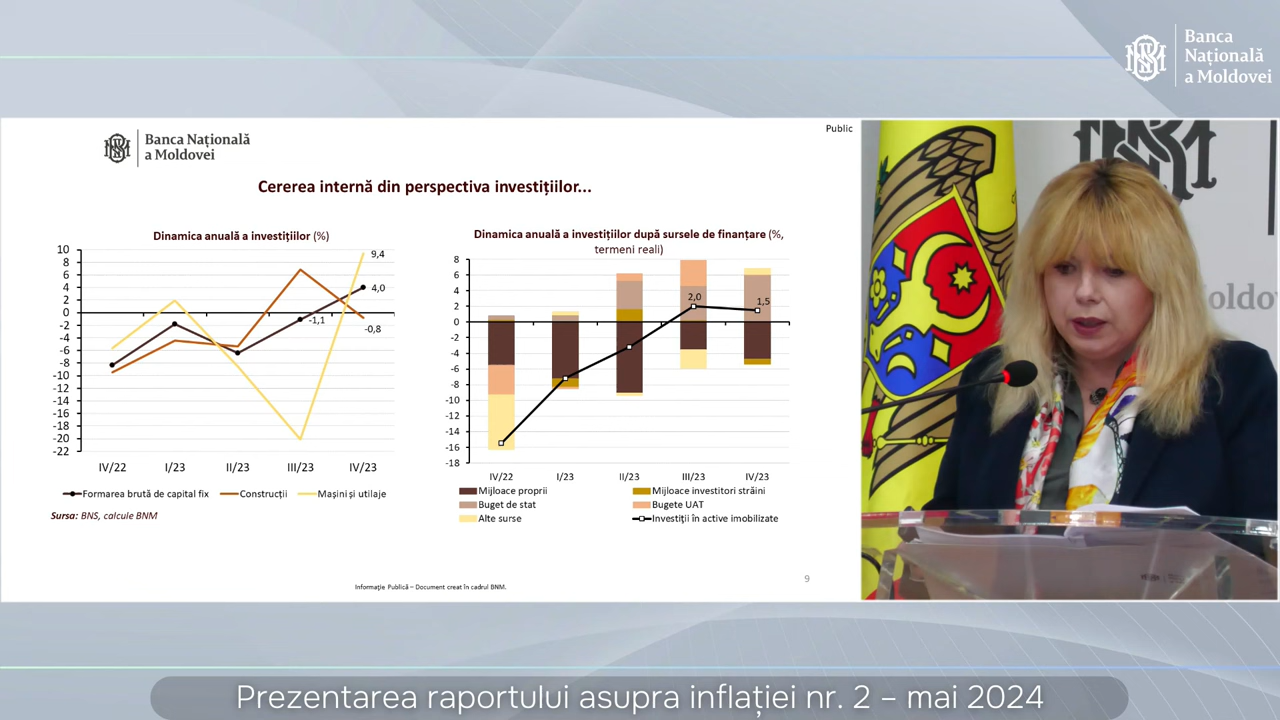 Banca
Națională
a Moldovei
Public
Banca Națională
a Moldovei
Cererea internă din perspectiva investițiilor...
Dinamica anuală a investițiilor (%)
10
8
6
4
2
0
-2
-4
-6
-8
-10
-12
-14
-16
-18
-20
-22
9,4
4,0
-1,1
-0,8
IV/22 I/23 II/23 III/23 IV/23
Formarea brută de capital fix Construcții Mașini și utilaje
Sursa: BNS, calcule BNM
Dinamica anuală a investițiilor după sursele de finanțare (%,
termeni reali)
8
6
4
2
0
-2
-4
-6
-8
-10
-12
-14
-16
-18
2,0
1,5
IV/22 I/23 II/23 III/23 IV/23
Mijloace proprii Mijloace investitori străini
Buget de stat Bugete UAT
Alte surse Investiții în active imobilizate
Informație Publică – Document creat în cadrul BNM.
9
Prezentarea raportului asupra inflației nr. 2 – mai 2024